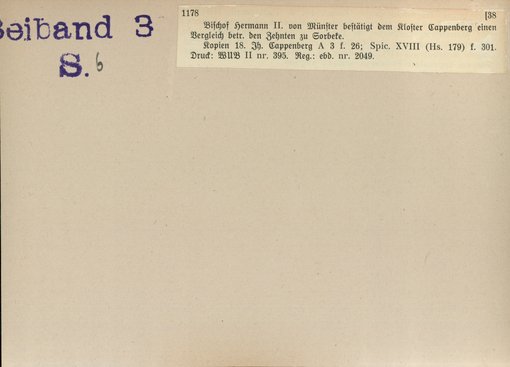 Beiband 3
S. 6
1178 [38
Bischof Hermann II. von Münster bestätigt dem Kloster Cappenberg einen
Vergleich betr. den Zehnten zu Sorbeke.
Kopien 18. Jh. Cappenberg A 3 f. 26; Spic. XVIII (Hs. 179) f. 301.
Druck: WUB II nr. 395. Reg.: ebd. nr. 2049.